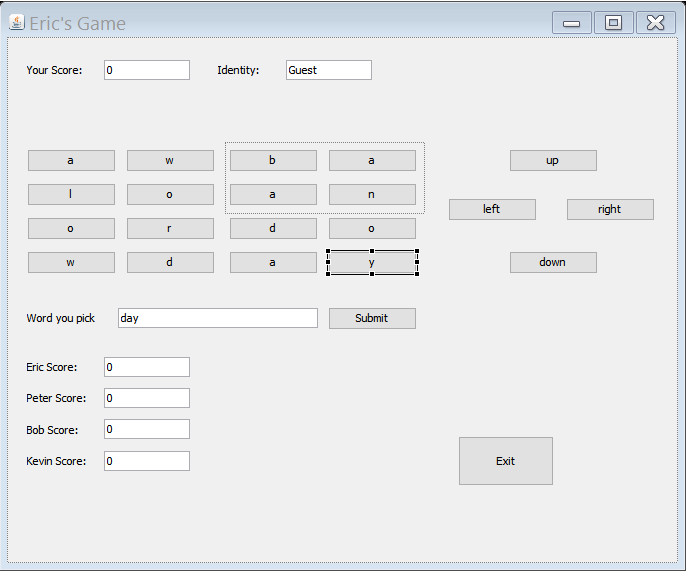 Eric's Game
Your Score: 0 Identity: Guest
a w b a up
l o a n left right
o r d o
w d a y down
Word you pick day Submit
Eric Score: 0
Peter Score: 0
Bob Score: 0
Kevin Score: 0
Exit